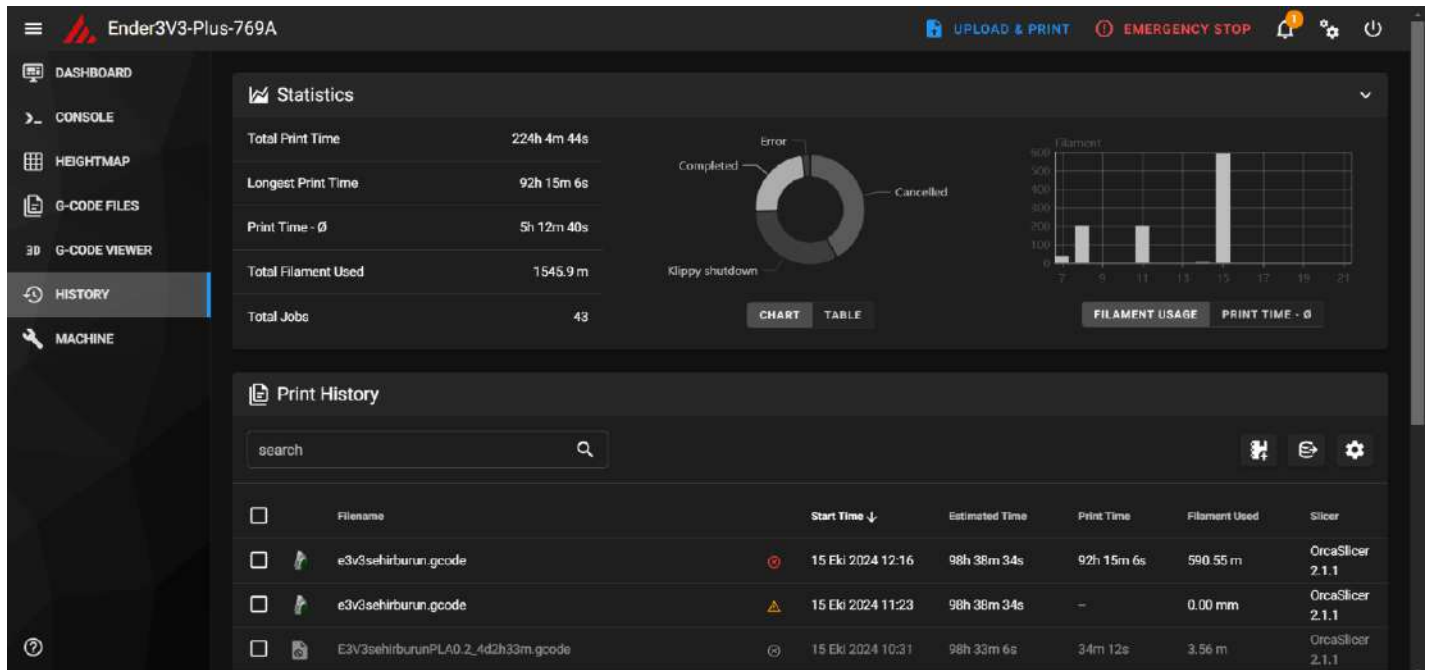 Ender3V3-Plus-769A
UPLOAD & PRINT
EMERGENCY STOP
1
DASHBOARD
CONSOLE
HEIGHTMAP
G-CODE FILES
3D G-CODE VIEWER
HISTORY
MACHINE
Statistics
Total Print Time 224h 4m 44s
Longest Print Time 92h 15m 6s
Print Time - Ø 5h 12m 40s
Total Filament Used 1545.9 m
Total Jobs 43
Error
Completed
Cancelled
Klippy shutdown
CHART TABLE
Filament
600
500
400
300
200
100
0
7 9 11 13 15 17 19 21
FILAMENT USAGE PRINT TIME - Ø
Print History
search
Filename Start Time Estimated Time Print Time Filament Used Slicer
e3v3sehirburun.gcode 15 Eki 2024 12:16 98h 38m 34s 92h 15m 6s 590.55 m OrcaSlicer
2.1.1
e3v3sehirburun.gcode 15 Eki 2024 11:23 98h 38m 34s – 0.00 mm OrcaSlicer
2.1.1
E3V3sehirburunPLA0.2_4d2h33m.gcode 15 Eki 2024 10:31 98h 33m 6s 34m 12s 3.56 m OrcaSlicer
2.1.1